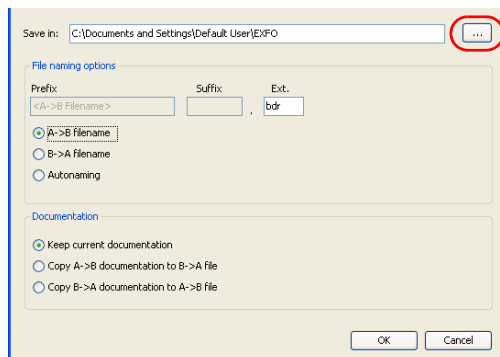 Save in: C:\Documents and Settings\Default User\EXFO ...
File naming options
Prefix Suffix Ext.
<A->B Filename> . bdr
A->B filename
B->A filename
Autonaming
Documentation
Keep current documentation
Copy A->B documentation to B->A file
Copy B->A documentation to A->B file
OK Cancel